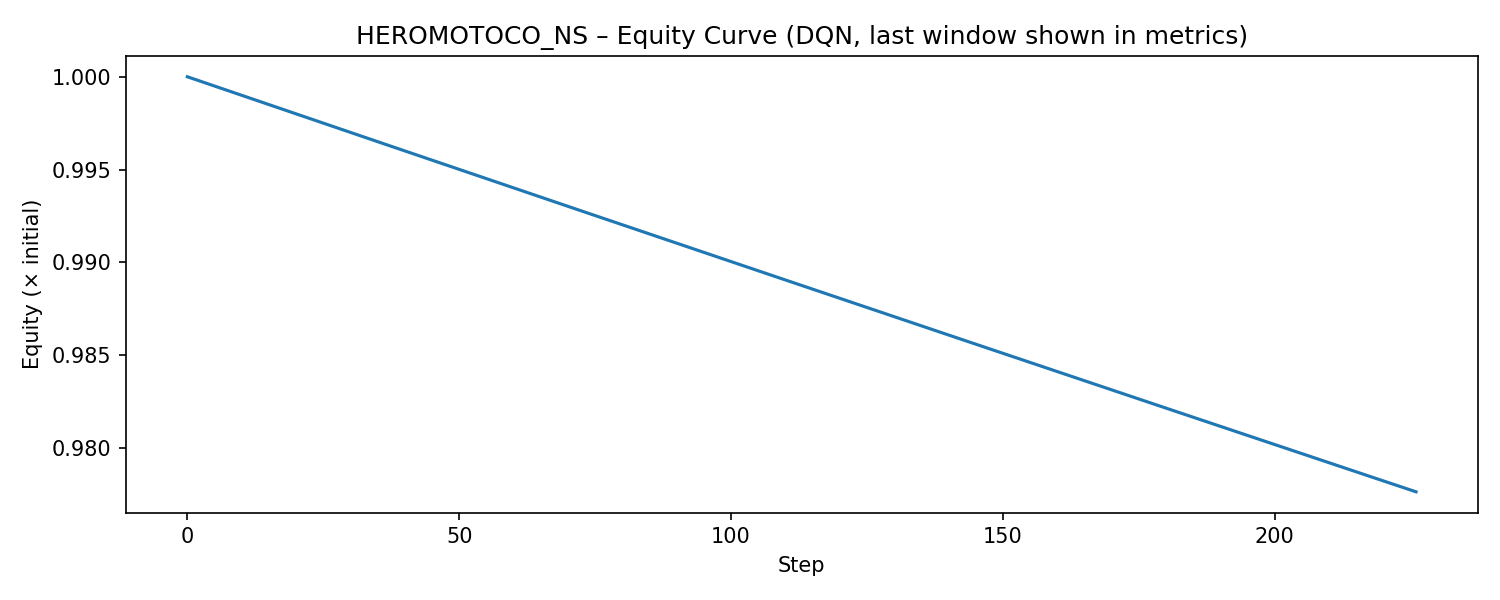 HEROMOTOCO_NS – Equity Curve (DQN, last window shown in metrics)
Equity (× initial)
1.000
0.995
0.990
0.985
0.980
0 50 100 150 200
Step